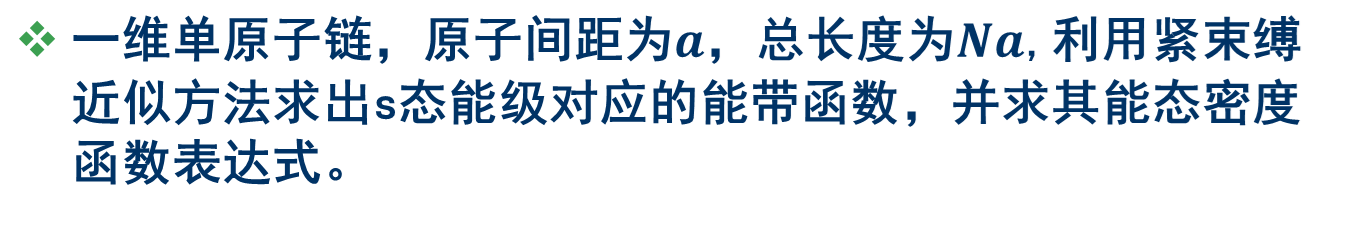 一维单原子链，原子间距为a，总长度为Na,利用紧束缚
近似方法求出s态能级对应的能带函数，并求其能态密度
函数表达式。